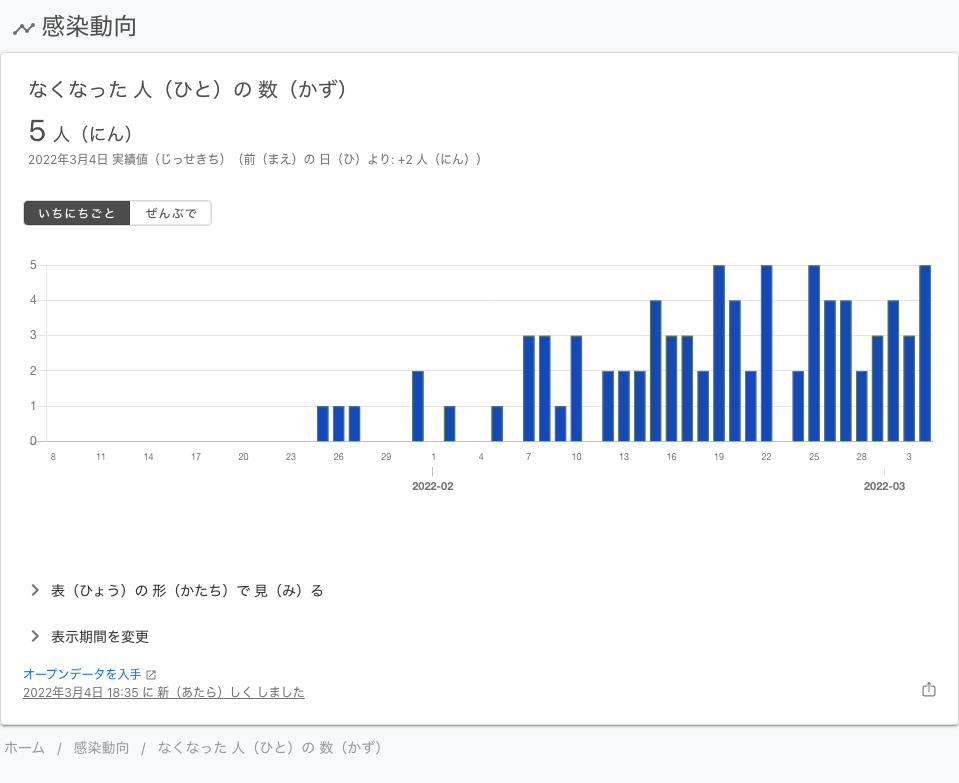 感染動向
なくなった 人（ひと）の 数（かず）
5 人（にん）
2022年3月4日 実績値（じっせきち）（前（まえ）の 日（ひ）より: +2 人（にん））
いちにちごと ぜんぶで
5
4
3
2
1
0
8 11 14 17 20 23 26 29 1 4 7 10 13 16 19 22 25 28 3
2022-02 2022-03
表（ひょう）の 形（かたち）で 見（み）る
表示期間を変更
オープンデータを入手
2022年3月4日 18:35 に 新（あたら）しく しました
ホーム / 感染動向 / なくなった 人（ひと）の 数（かず）